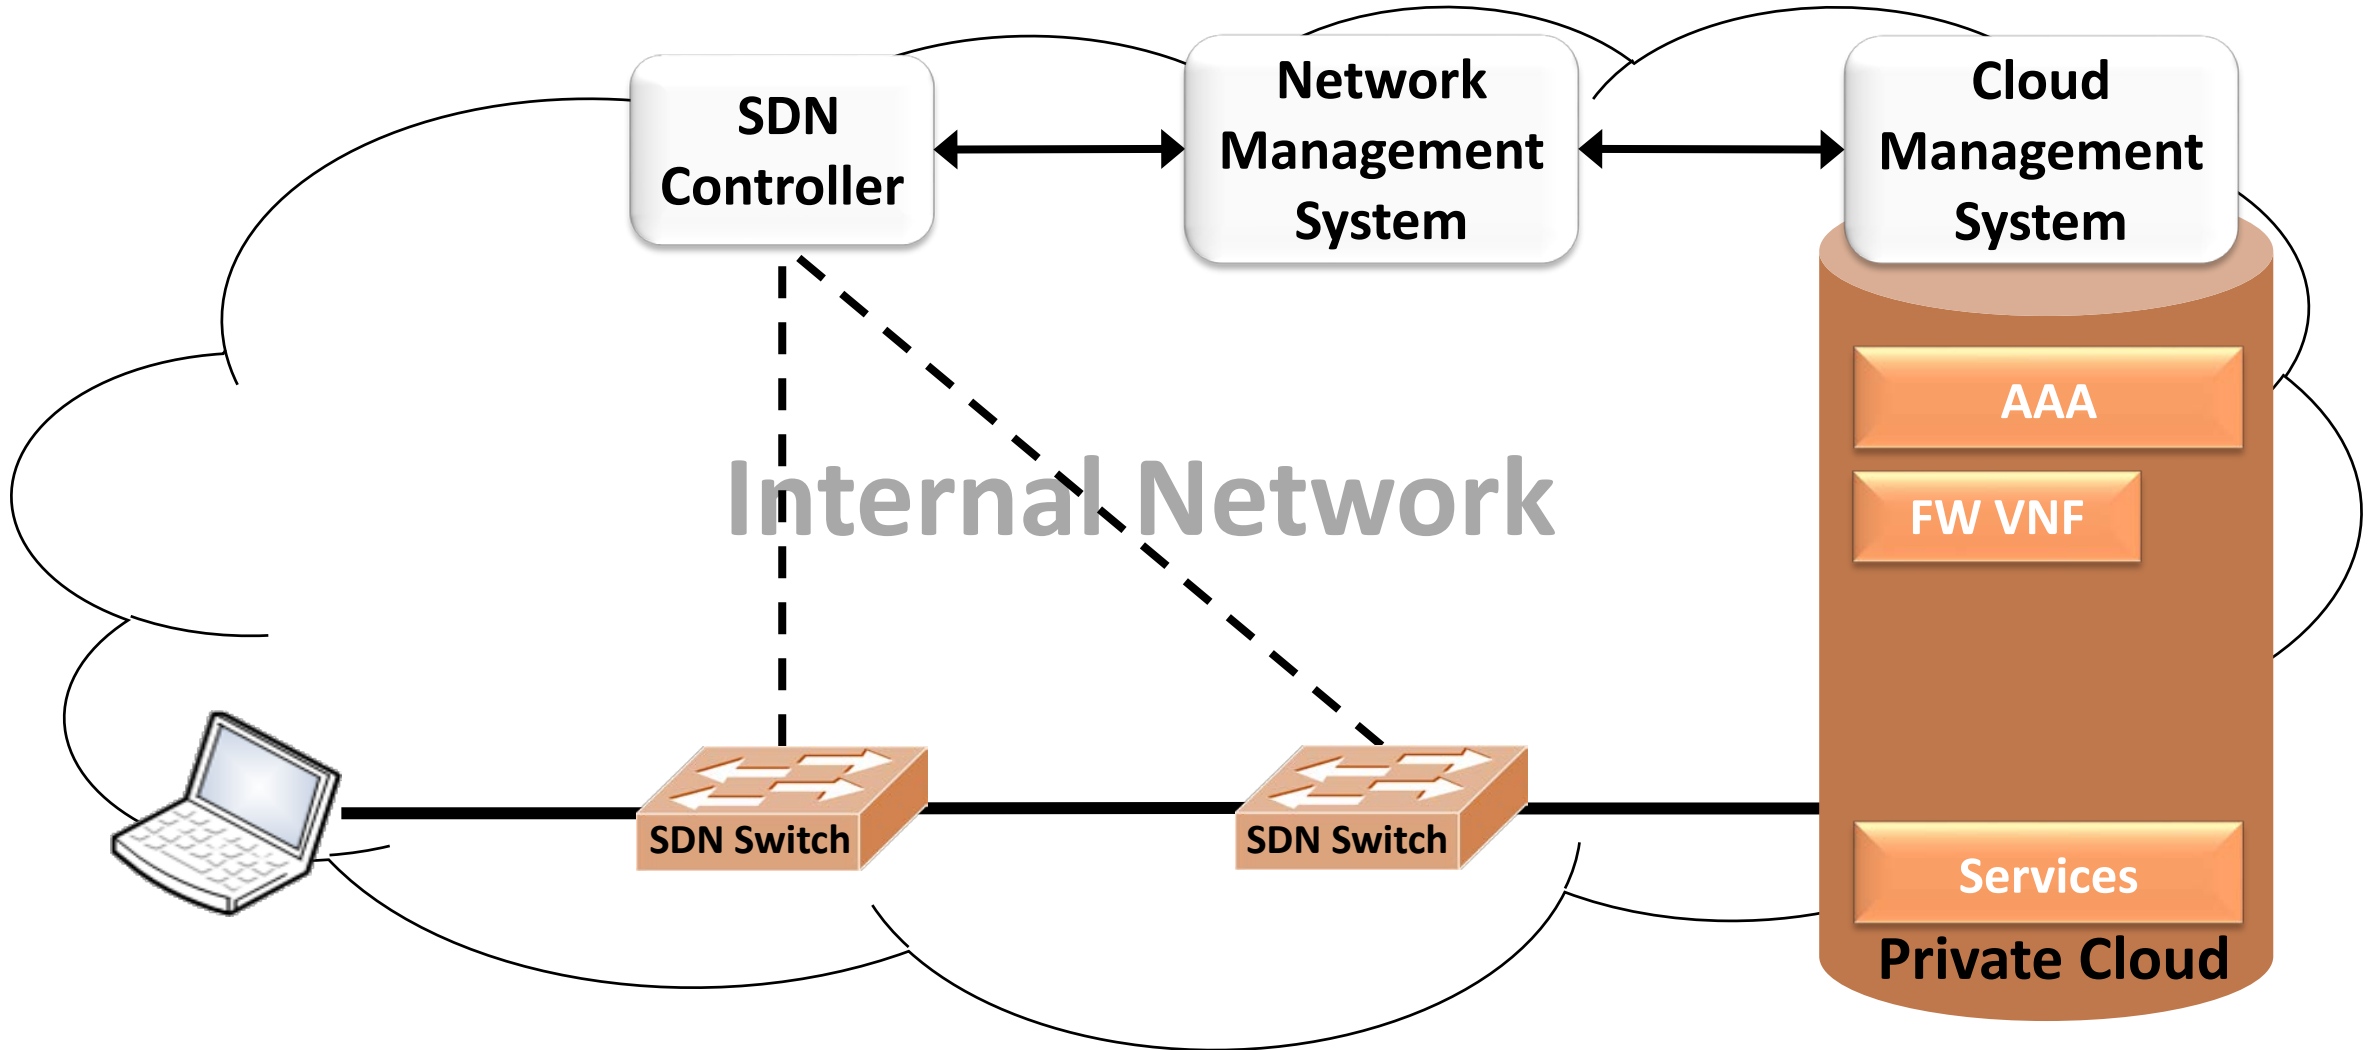 SDN
Controller
Network
Management
System
Cloud
Management
System
AAA
FW VNF
Internal Network
SDN Switch
SDN Switch
Services
Private Cloud